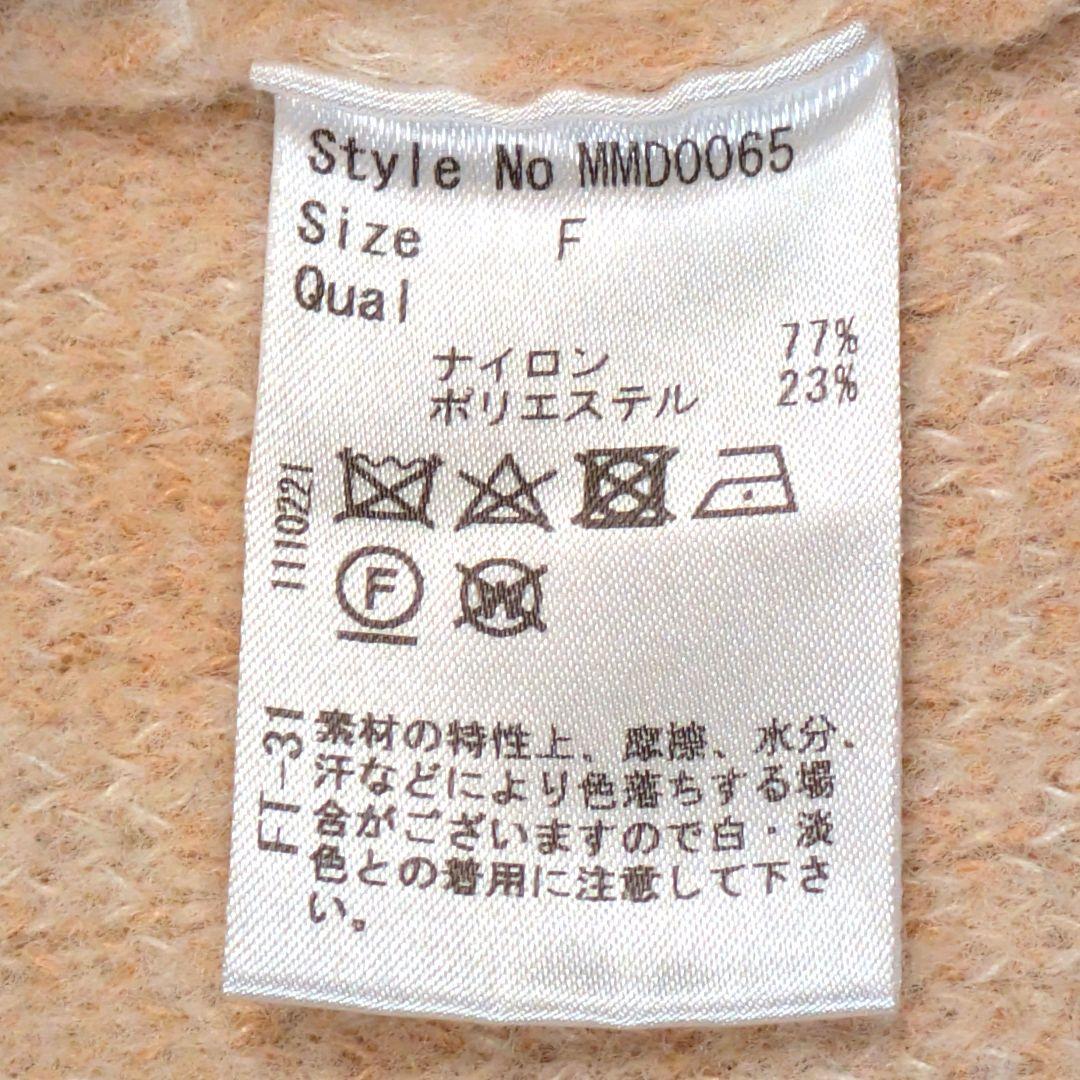 Style No MMD0065
Size F
Qual
ナイロン 77%
ポリエステル 23%
1110221
F
W
FT-31
素材の特性上、摩擦、水分、
汗などにより色落ちする場
合がございますので白・淡
色との着用に注意して下さ
い。